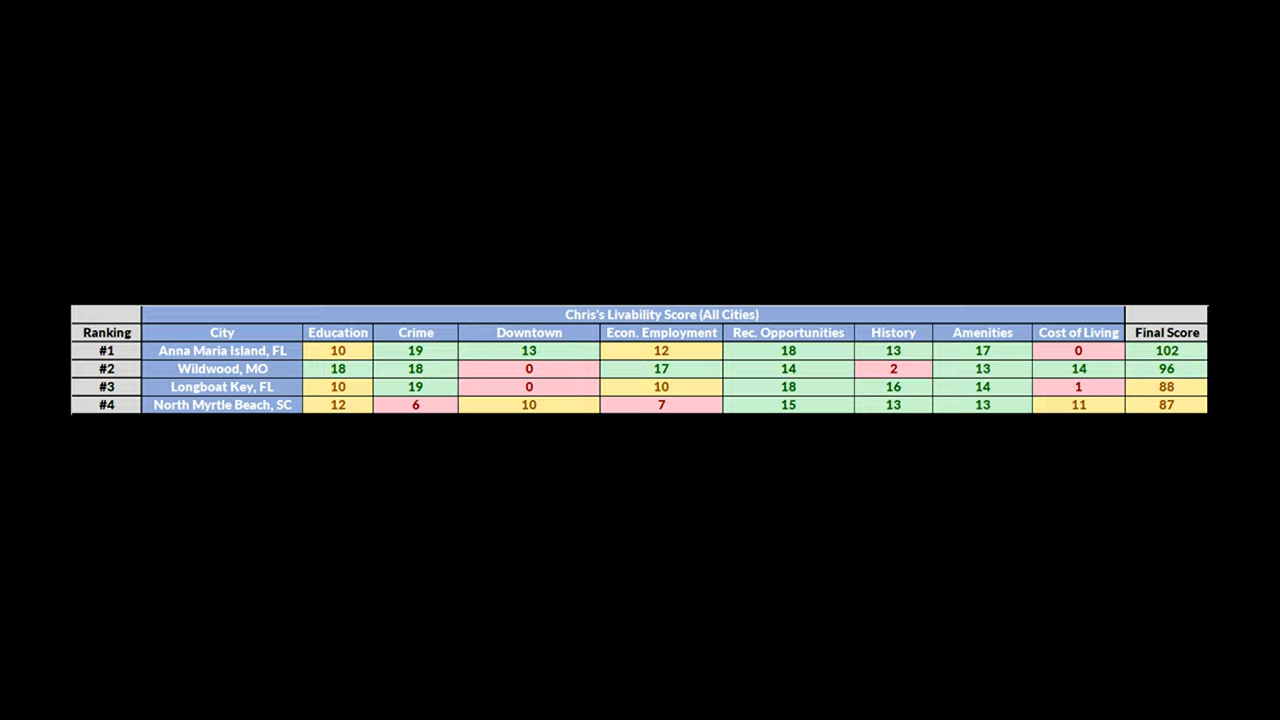 Chris's Livability Score (All Cities)
Ranking City Education Crime Downtown Econ. Employment Rec. Opportunities History Amenities Cost of Living Final Score
#1 Anna Maria Island, FL 10 19 13 12 18 13 17 0 102
#2 Wildwood, MO 18 18 0 17 14 2 13 14 96
#3 Longboat Key, FL 10 19 0 10 18 16 14 1 88
#4 North Myrtle Beach, SC 12 6 10 7 15 13 13 11 87